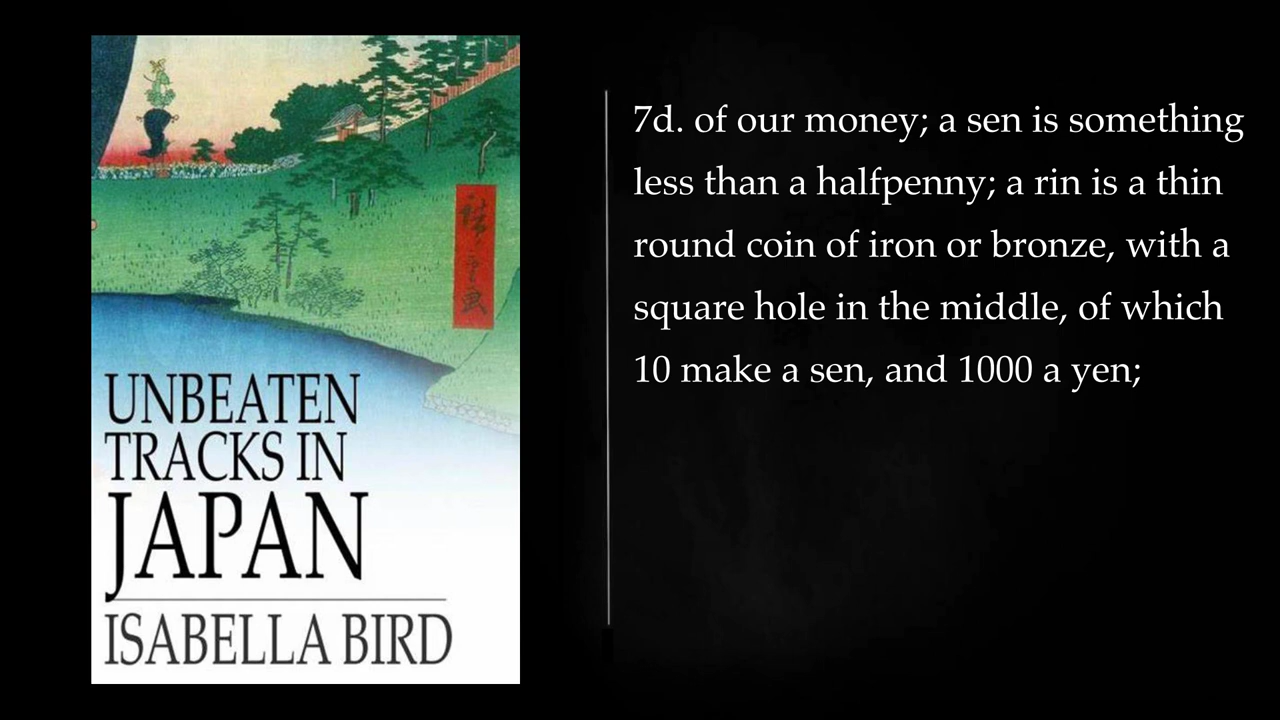 UNBEATEN
TRACKS IN
JAPAN
ISABELLA BIRD
7d. of our money; a sen is something
less than a halfpenny; a rin is a thin
round coin of iron or bronze, with a
square hole in the middle, of which
10 make a sen, and 1000 a yen;